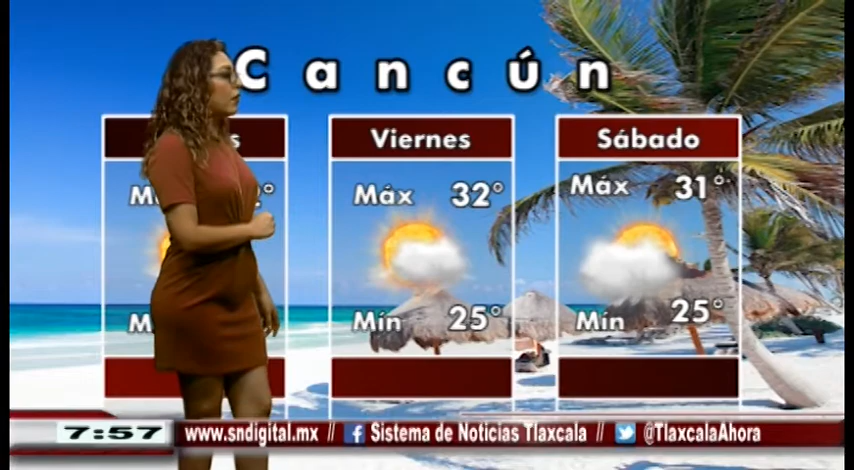 Cancún
Viernes
Sábado
Máx 32°
Máx 31°
Mín 25°
Mín 25°
7:57 www.sndigital.mx // Sistema de Noticias Tlaxcala // @TlaxcalaAhora